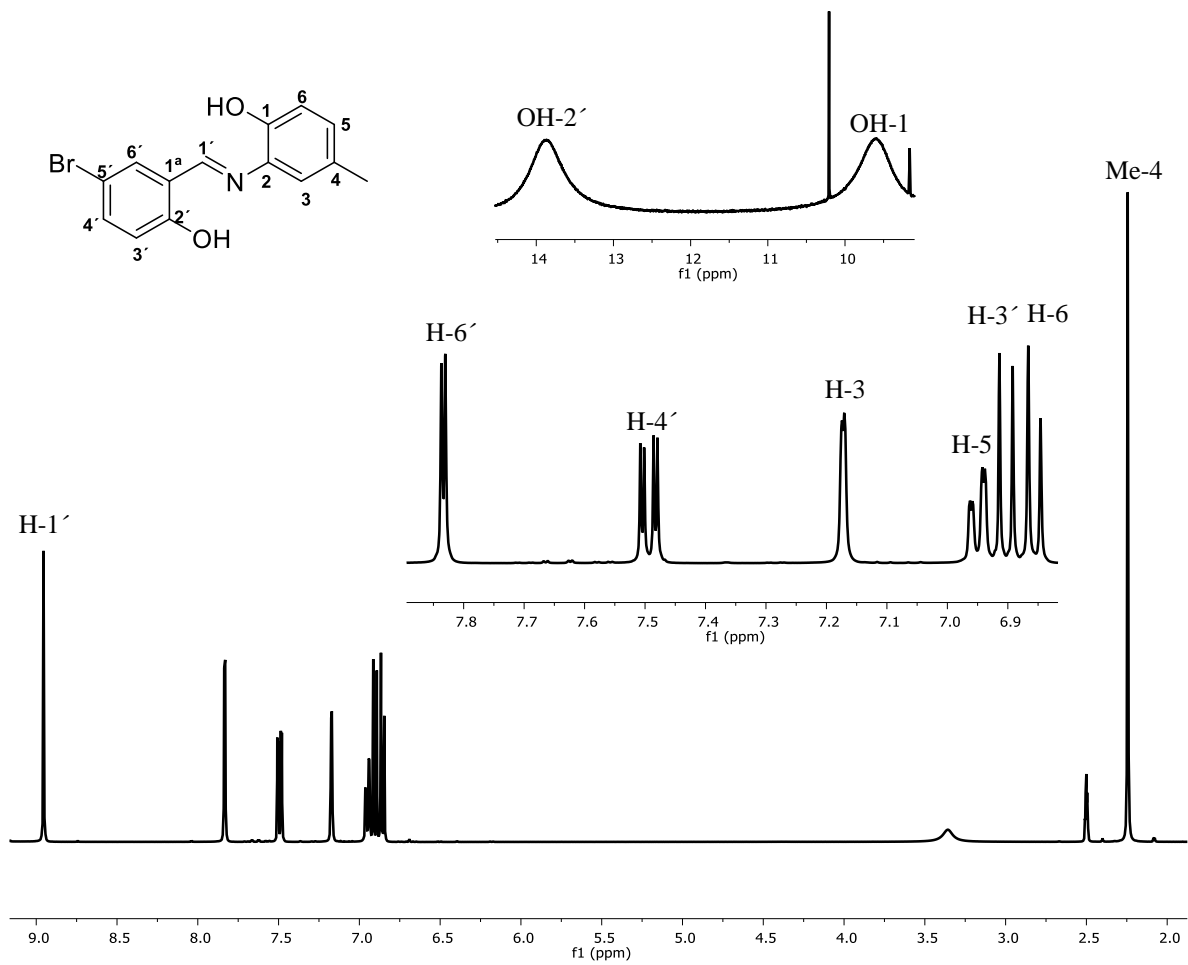 HO
1
6
5
Br
6´
5´
1ª
1´
N
2
4
3
4´
3´
2´
OH
OH-2´
OH-1
14 13 12 11 10
f1 (ppm)
Me-4
H-6´
H-4´
H-3
H-5
H-3´ H-6
7.8 7.7 7.6 7.5 7.4 7.3 7.2 7.1 7.0 6.9
f1 (ppm)
H-1´
9.0 8.5 8.0 7.5 7.0 6.5 6.0 5.5 5.0 4.5 4.0 3.5 3.0 2.5 2.0
f1 (ppm)